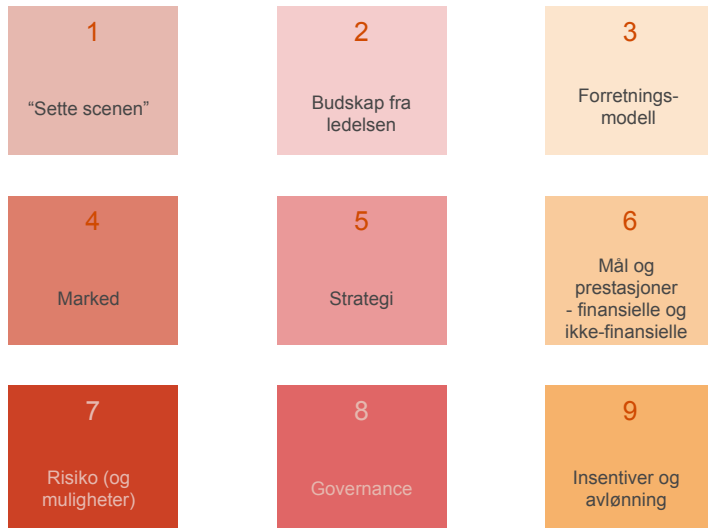 1
“Sette scenen”
2
Budskap fra
ledelsen
3
Forretnings-
modell
4
Marked
5
Strategi
6
Mål og
prestasjoner
- finansielle og
ikke-finansielle
7
Risiko (og
muligheter)
8
Governance
9
Insentiver og
avlønning